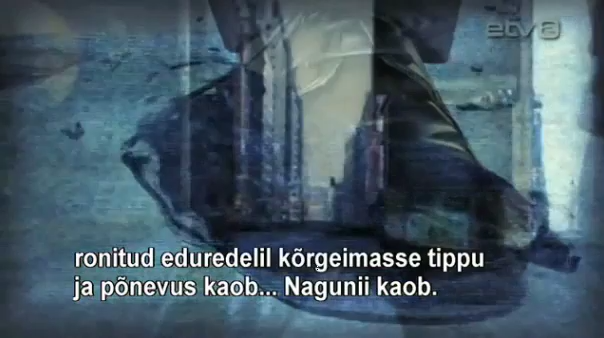 etv2
ronitud eduredelil kõrgeimasse tippu
ja põnevus kaob... Nagunii kaob.